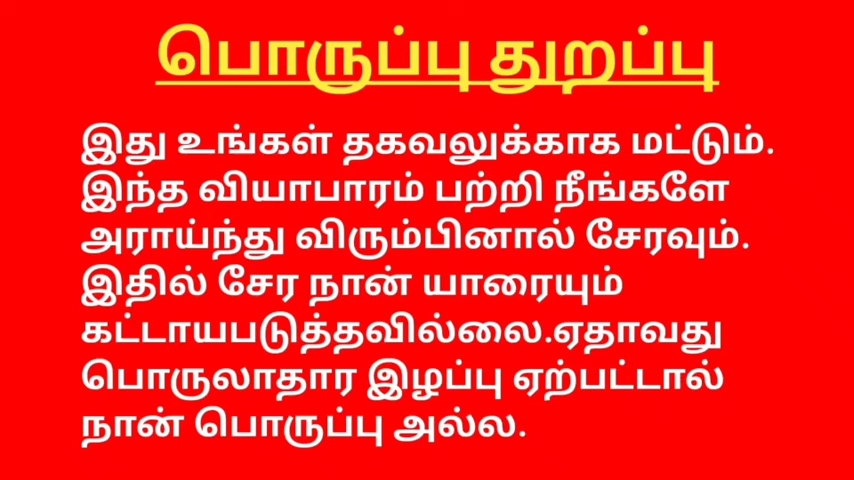 பொருப்பு துறப்பு
இது உங்கள் தகவலுக்காக மட்டும்.
இந்த வியாபாரம் பற்றி நீங்களே
அராய்ந்து விரும்பினால் சேரவும்.
இதில் சேர நான் யாரையும்
கட்டாயபடுத்தவில்லை.ஏதாவது
பொருலாதார இழப்பு ஏற்பட்டால்
நான் பொருப்பு அல்ல.